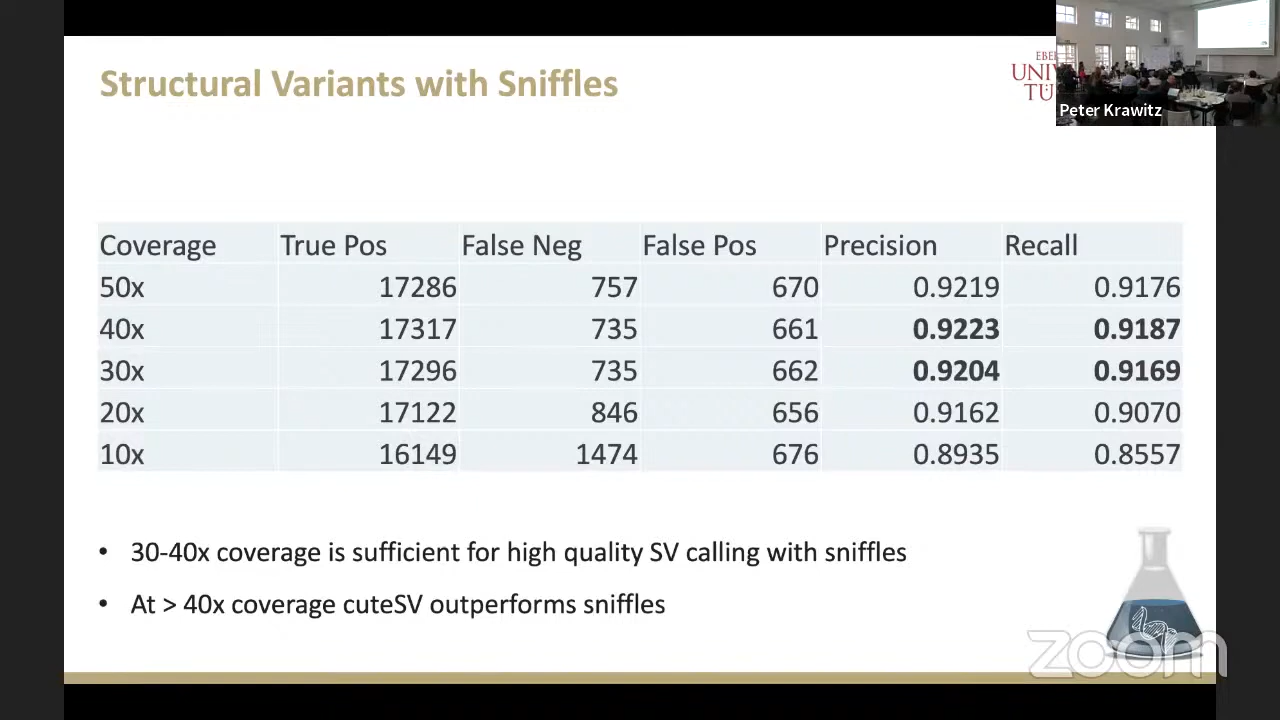 Structural Variants with Sniffles
Peter Krawitz
Coverage True Pos False Neg False Pos Precision Recall
50x 17286 757 670 0.9219 0.9176
40x 17317 735 661 0.9223 0.9187
30x 17296 735 662 0.9204 0.9169
20x 17122 846 656 0.9162 0.9070
10x 16149 1474 676 0.8935 0.8557
• 30-40x coverage is sufficient for high quality SV calling with sniffles
• At > 40x coverage cuteSV outperforms sniffles
zoom